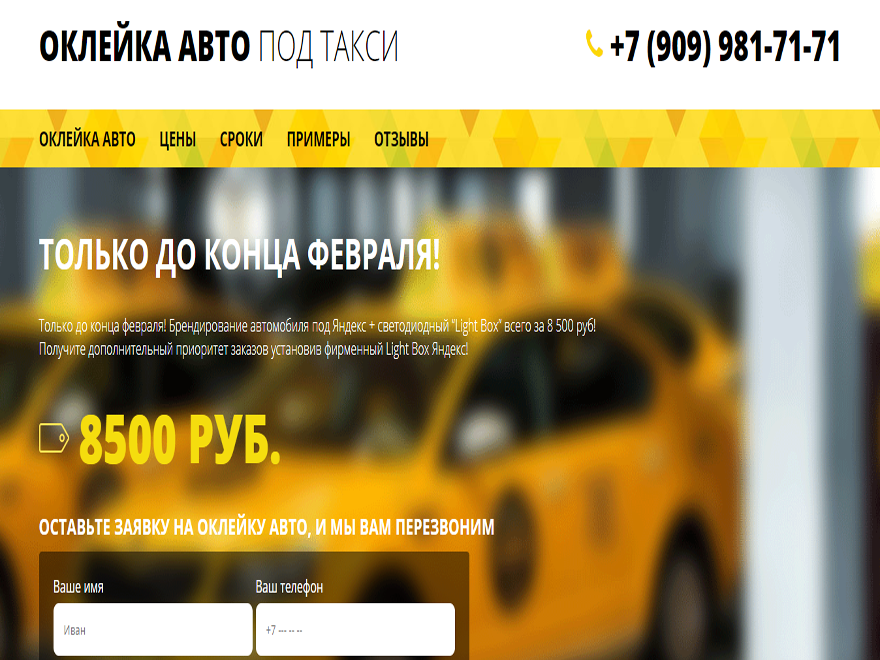 ОКЛЕЙКА АВТО ПОД ТАКСИ
+7 (909) 981-71-71
ОКЛЕЙКА АВТО ЦЕНЫ СРОКИ ПРИМЕРЫ ОТЗЫВЫ
ТОЛЬКО ДО КОНЦА ФЕВРАЛЯ!
Только до конца февраля! Брендирование автомобиля под Яндекс + светодиодный "Light Box" всего за 8 500 руб!
Получите дополнительный приоритет заказов установив фирменный Light Box Яндекс!
8500 РУБ.
ОСТАВЬТЕ ЗАЯВКУ НА ОКЛЕЙКУ АВТО, И МЫ ВАМ ПЕРЕЗВОНИМ
Ваше имя Ваш телефон
Иван +7 --- -- --